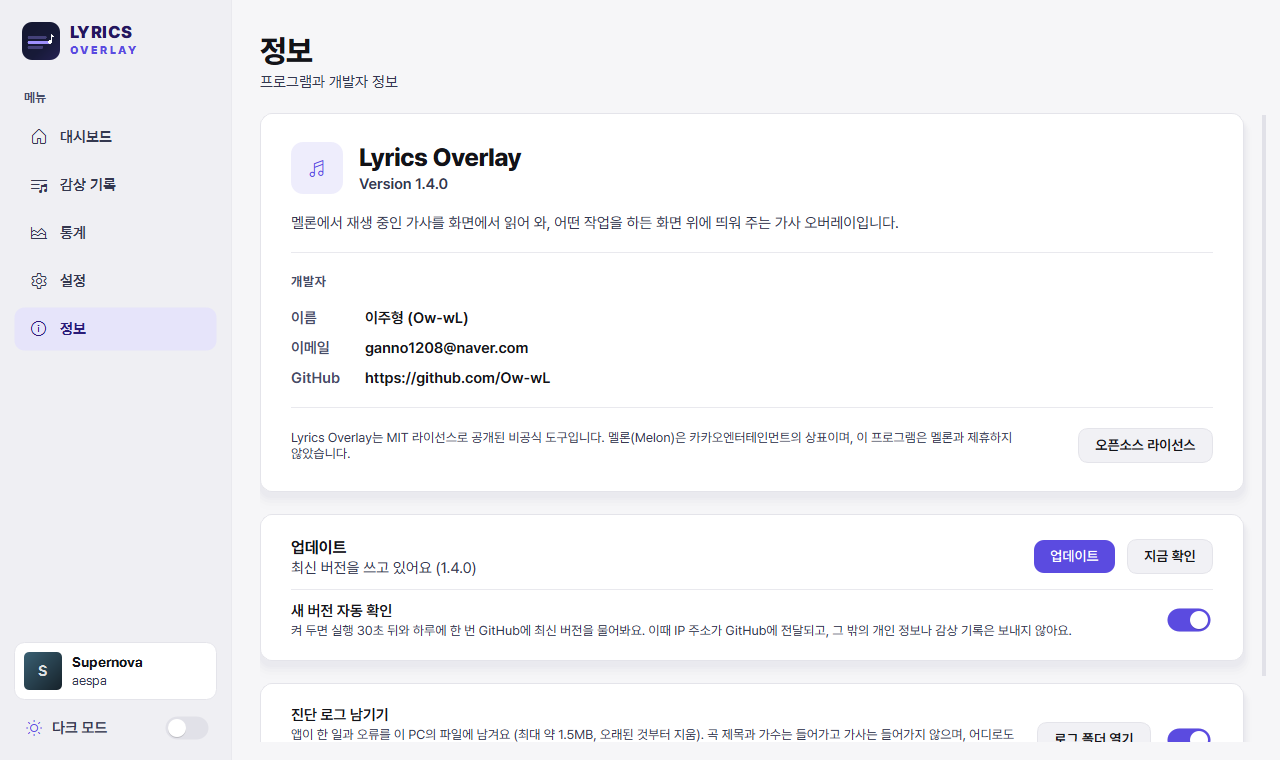 LYRICS
OVERLAY
메뉴
대시보드
감상 기록
통계
설정
정보
Supernova
S
aespa
다크 모드
정보
프로그램과 개발자 정보
Lyrics Overlay
Version 1.4.0
멜론에서 재생 중인 가사를 화면에서 읽어 와, 어떤 작업을 하든 화면 위에 띄워 주는 가사 오버레이입니다.
개발자
이름 이주형 (Ow-wL)
이메일 ganno1208@naver.com
GitHub https://github.com/Ow-wL
Lyrics Overlay는 MIT 라이선스로 공개된 비공식 도구입니다. 멜론(Melon)은 카카오엔터테인먼트의 상표이며, 이 프로그램은 멜론과 제휴하지
않았습니다.
오픈소스 라이선스
업데이트
최신 버전을 쓰고 있어요 (1.4.0)
업데이트 지금 확인
새 버전 자동 확인
켜 두면 실행 30초 뒤와 하루에 한 번 GitHub에 최신 버전을 물어봐요. 이때 IP 주소가 GitHub에 전달되고, 그 밖의 개인 정보나 감상 기록은 보내지 않아요.
진단 로그 남기기
앱이 한 일과 오류를 이 PC의 파일에 남겨요 (최대 약 1.5MB, 오래된 것부터 지움). 곡 제목과 가수는 들어가고 가사는 들어가지 않으며, 어디로도
로그 폴더 열기